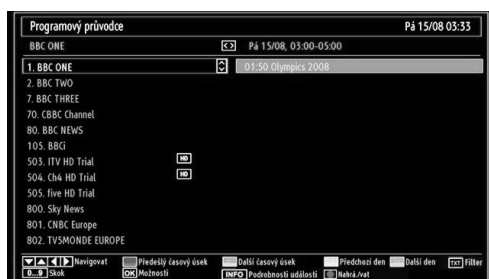 Programový průvodce Pá 15/08 03:33
BBC ONE Pá 15/08, 03:00-05:00
1. BBC ONE 01:50 Olympics 2008
2. BBC TWO
7. BBC THREE
70. CBBC Channel
80. BBC NEWS
105. BBCi
503. ITV HD Trial HD
504. Ch4 HD Trial HD
505. five HD Trial
800. Sky News
801. CNBC Europe
802. TV5MONDE EUROPE
Navigovat Předešlý časový úsek Další časový úsek Předchozí den Další den TXT Filter
0...9 Skok OK Možnosti INFO Podrobnosti události Nahrá./vat